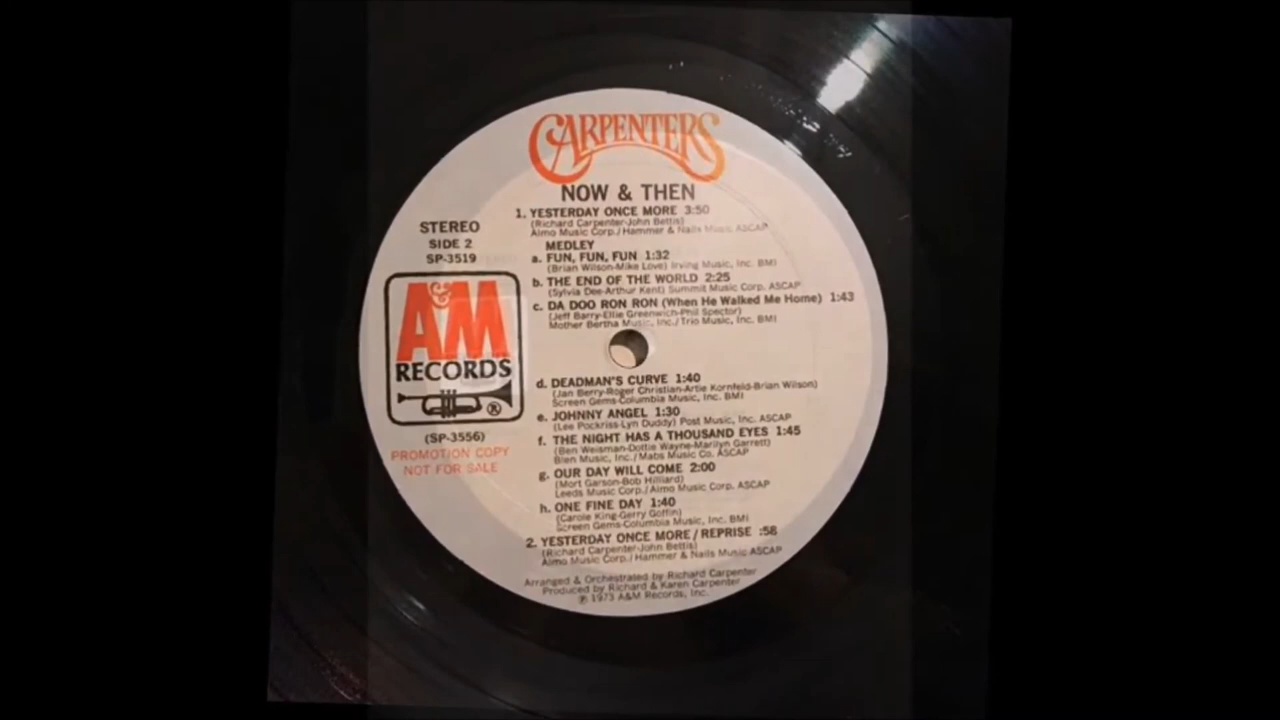 CARPENTERS
NOW & THEN
STEREO
SIDE 2
SP-3519
A&M
RECORDS
®
(SP-3556)
PROMOTION COPY
NOT FOR SALE
1. YESTERDAY ONCE MORE 3:50
(Richard Carpenter-John Bettis)
Almo Music Corp./Hammer & Nails Music ASCAP
MEDLEY
a. FUN, FUN, FUN 1:32
(Brian Wilson-Mike Love) Irving Music, Inc. BMI
b. THE END OF THE WORLD 2:25
(Sylvia Dee-Arthur Kent) Summit Music Corp. ASCAP
c. DA DOO RON RON (When He Walked Me Home) 1:43
(Jeff Barry-Ellie Greenwich-Phil Spector)
Mother Bertha Music, Inc./Trio Music, Inc. BMI
d. DEADMAN'S CURVE 1:40
(Jan Berry-Roger Christian-Artie Kornfeld-Brian Wilson)
Screen Gems-Columbia Music, Inc. BMI
e. JOHNNY ANGEL 1:30
(Lee Pockriss-Lyn Duddy) Post Music, Inc. ASCAP
f. THE NIGHT HAS A THOUSAND EYES 1:45
(Ben Weisman-Dottie Wayne-Marilyn Garrett)
Blen Music, Inc./Mabs Music Co. ASCAP
g. OUR DAY WILL COME 2:00
(Mort Garson-Bob Hilliard)
Leeds Music Corp./Almo Music Corp. ASCAP
h. ONE FINE DAY 1:40
(Carole King-Gerry Goffin)
Screen Gems-Columbia Music, Inc. BMI
2. YESTERDAY ONCE MORE/REPRISE :58
(Richard Carpenter-John Bettis)
Almo Music Corp./Hammer & Nails Music ASCAP
Arranged & Orchestrated by Richard Carpenter
Produced by Richard & Karen Carpenter
℗ 1973 A&M Records, Inc.